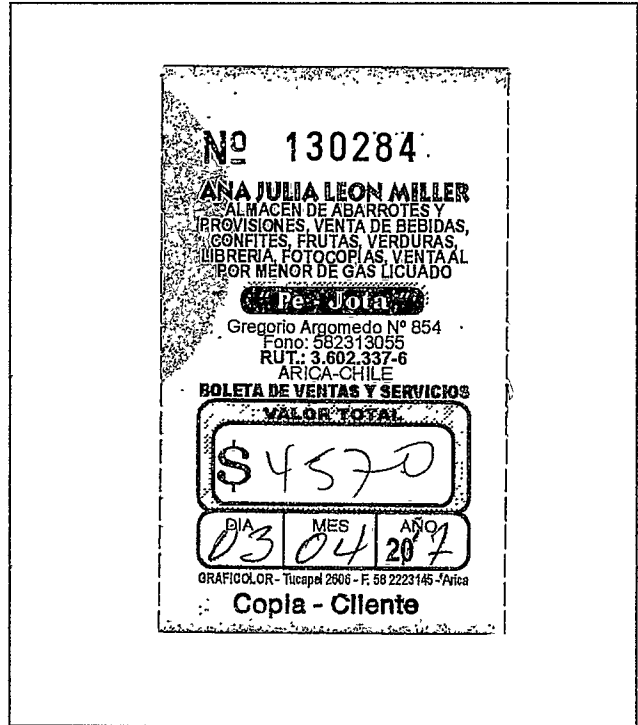 Nº 130284
ANA JULIA LEON MILLER
ALMACEN DE ABARROTES Y
PROVISIONES, VENTA DE BEBIDAS,
CONFITES, FRUTAS, VERDURAS,
LIBRERIA, FOTOCOPIAS, VENTA AL
POR MENOR DE GAS LICUADO
"Pe - Jota"
Gregorio Argomedo Nº 854
Fono: 582313055
RUT.: 3.602.337-6
ARICA-CHILE
BOLETA DE VENTAS Y SERVICIOS
VALOR TOTAL
$ 4570
DIA MES AÑO
03 04 20 7
GRAFICOLOR - Tucapel 2606 - F. 58 2223145 - Arica
Copia - Cliente